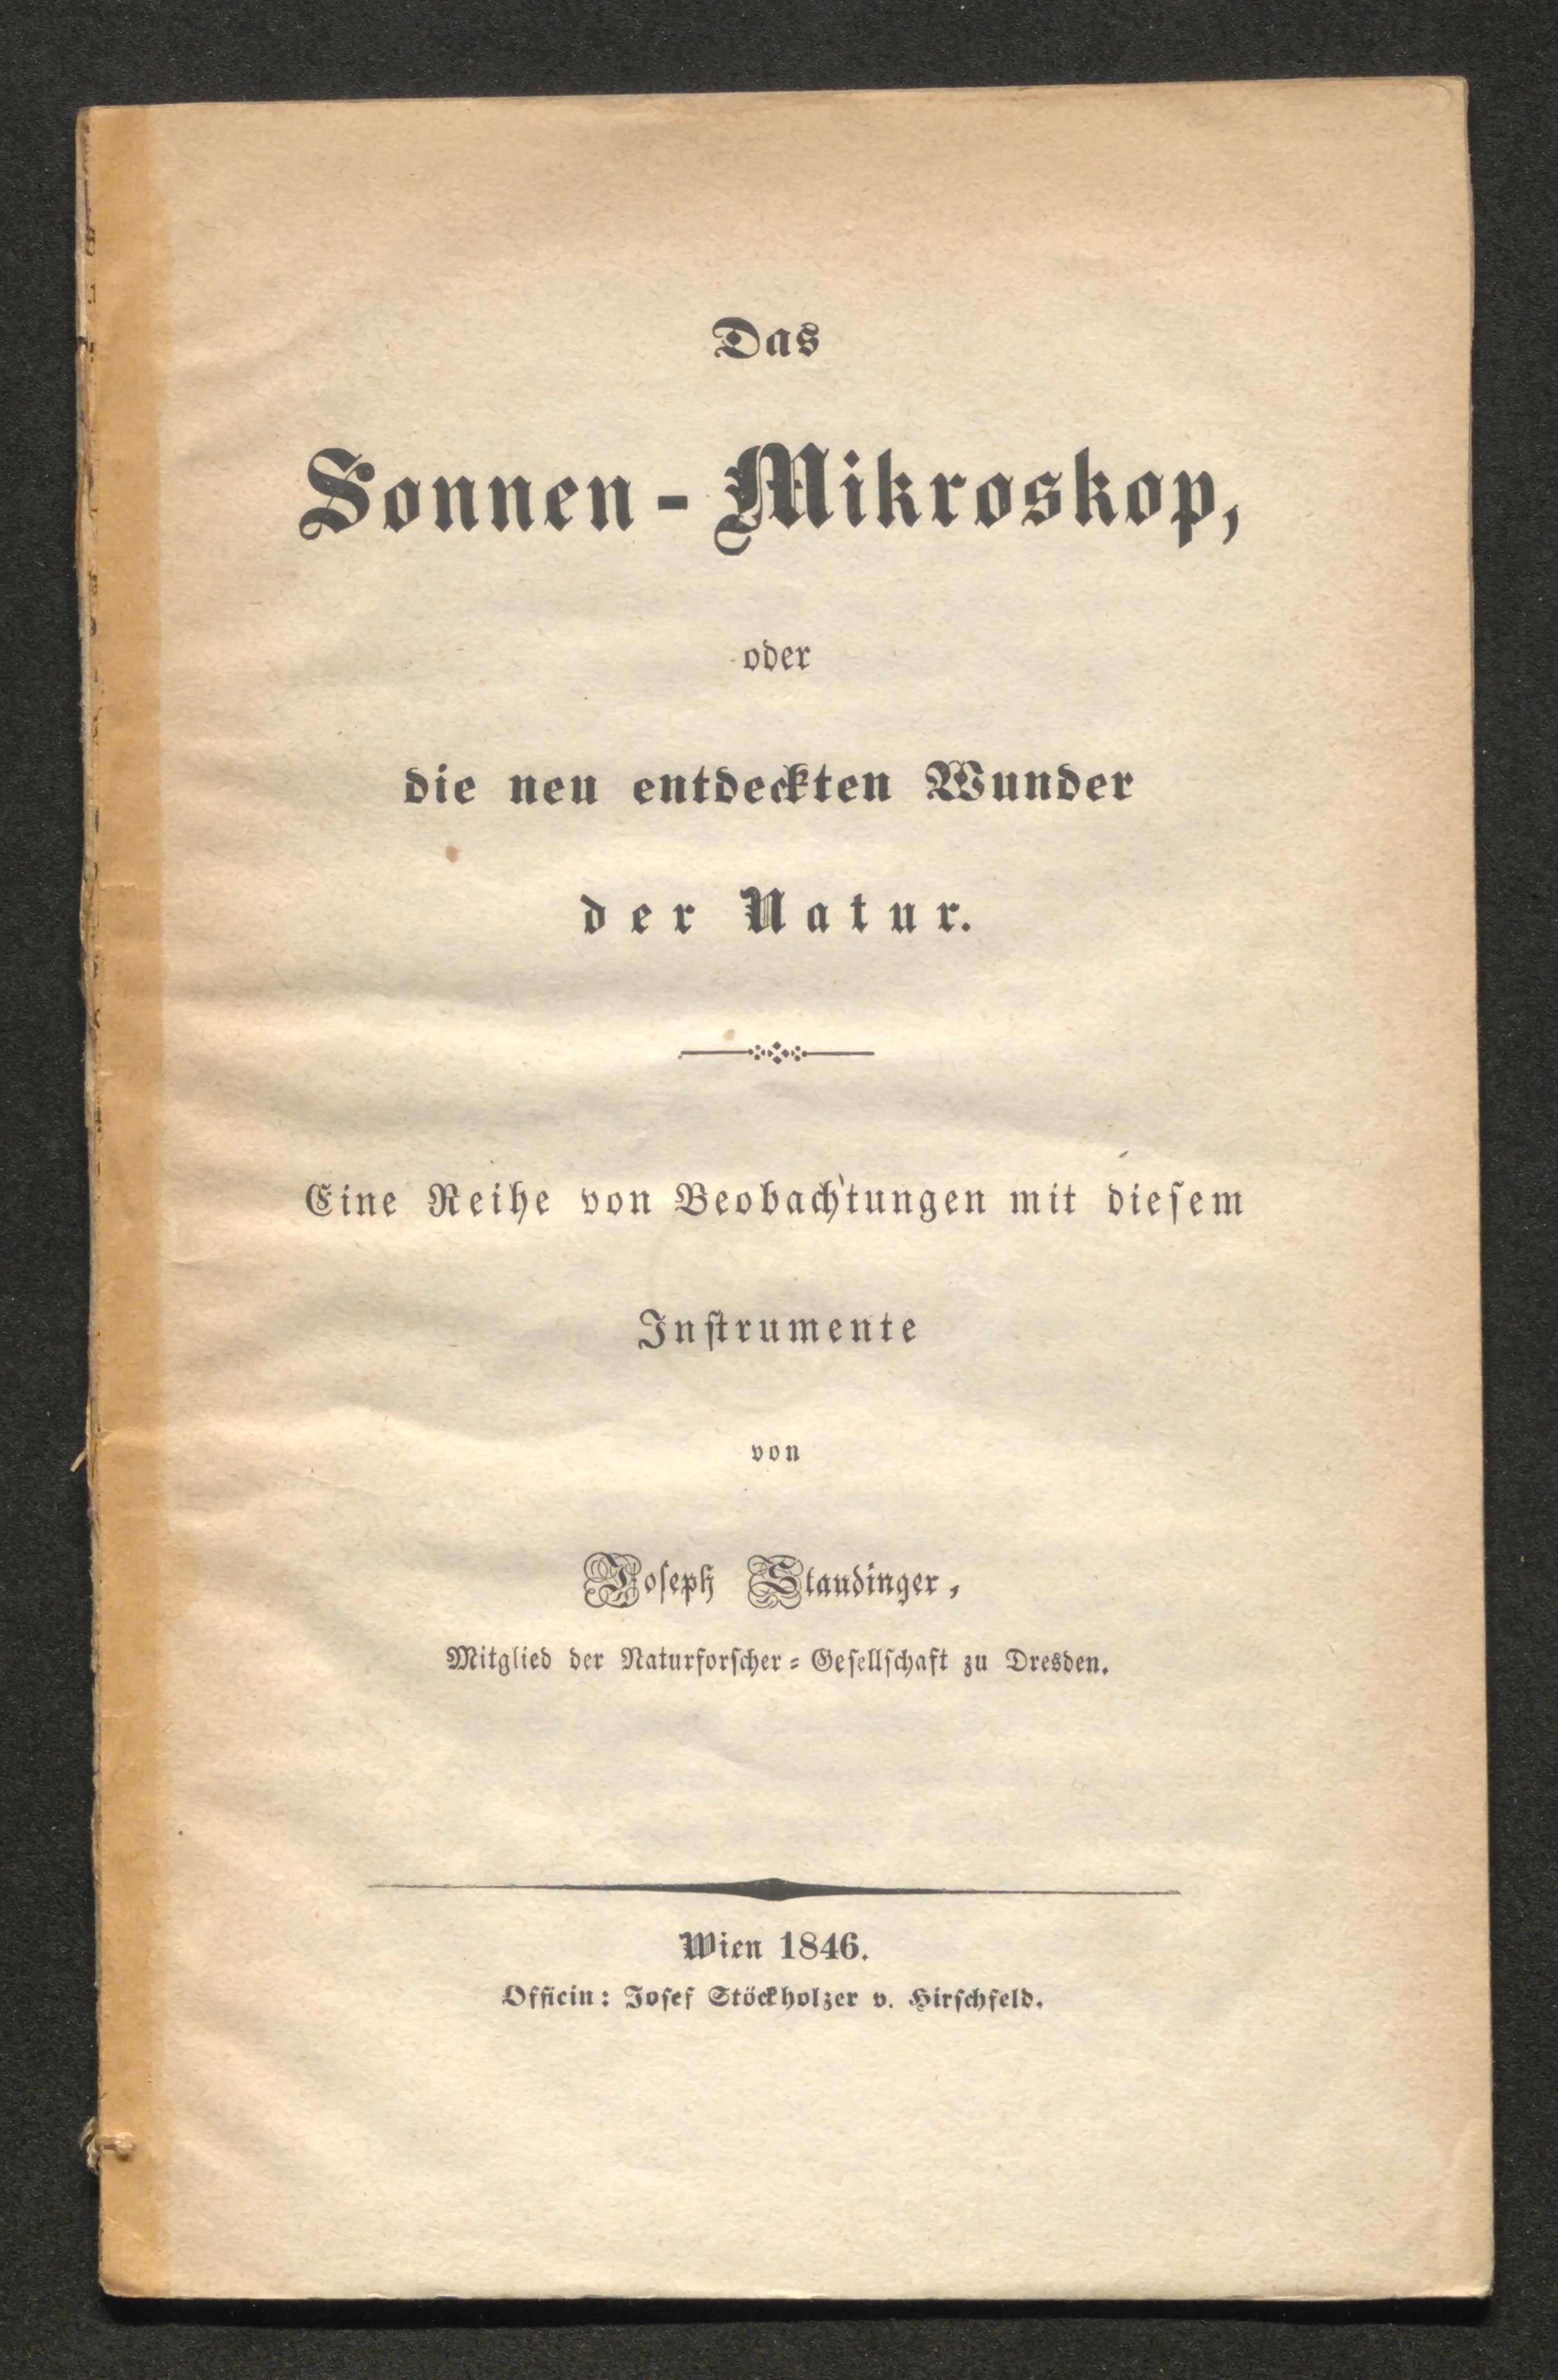 Das
Sonnen-Mikroskop,
oder
die neu entdeckten Wunder
der Natur.
Eine Reihe von Beobachtungen mit dieſem
Inſtrumente
von
Joſeph Staudinger,
Mitglied der Naturforſcher-Geſellſchaft zu Dresden.
Wien 1846.
Officin: Joſef Stöckholzer v. Hirſchfeld.